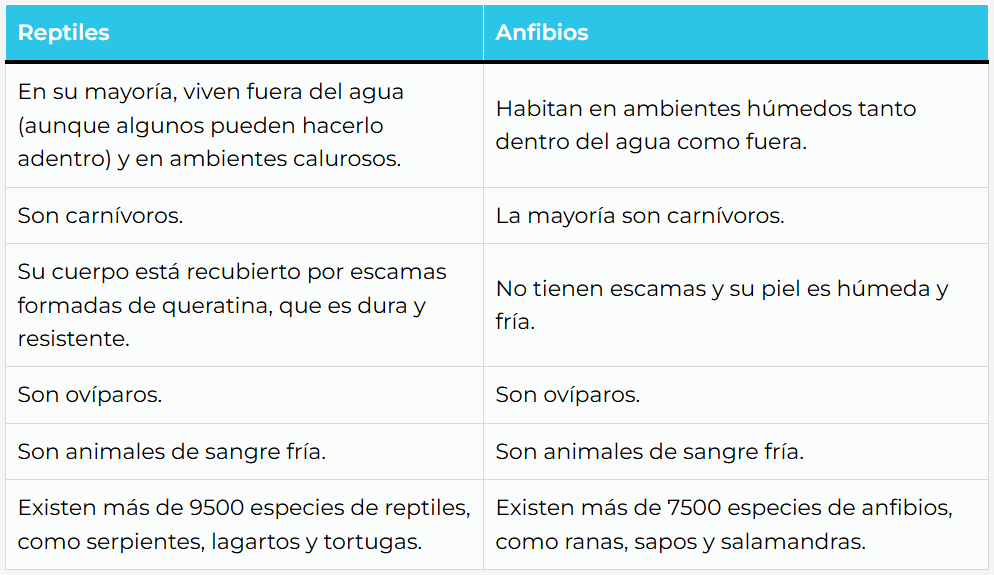 Reptiles
Anfibios
En su mayoría, viven fuera del agua
(aunque algunos pueden hacerlo
adentro) y en ambientes calurosos.
Habitan en ambientes húmedos tanto
dentro del agua como fuera.
Son carnívoros.
La mayoría son carnívoros.
Su cuerpo está recubierto por escamas
formadas de queratina, que es dura y
resistente.
No tienen escamas y su piel es húmeda y
fría.
Son ovíparos.
Son ovíparos.
Son animales de sangre fría.
Son animales de sangre fría.
Existen más de 9500 especies de reptiles,
como serpientes, lagartos y tortugas.
Existen más de 7500 especies de anfibios,
como ranas, sapos y salamandras.